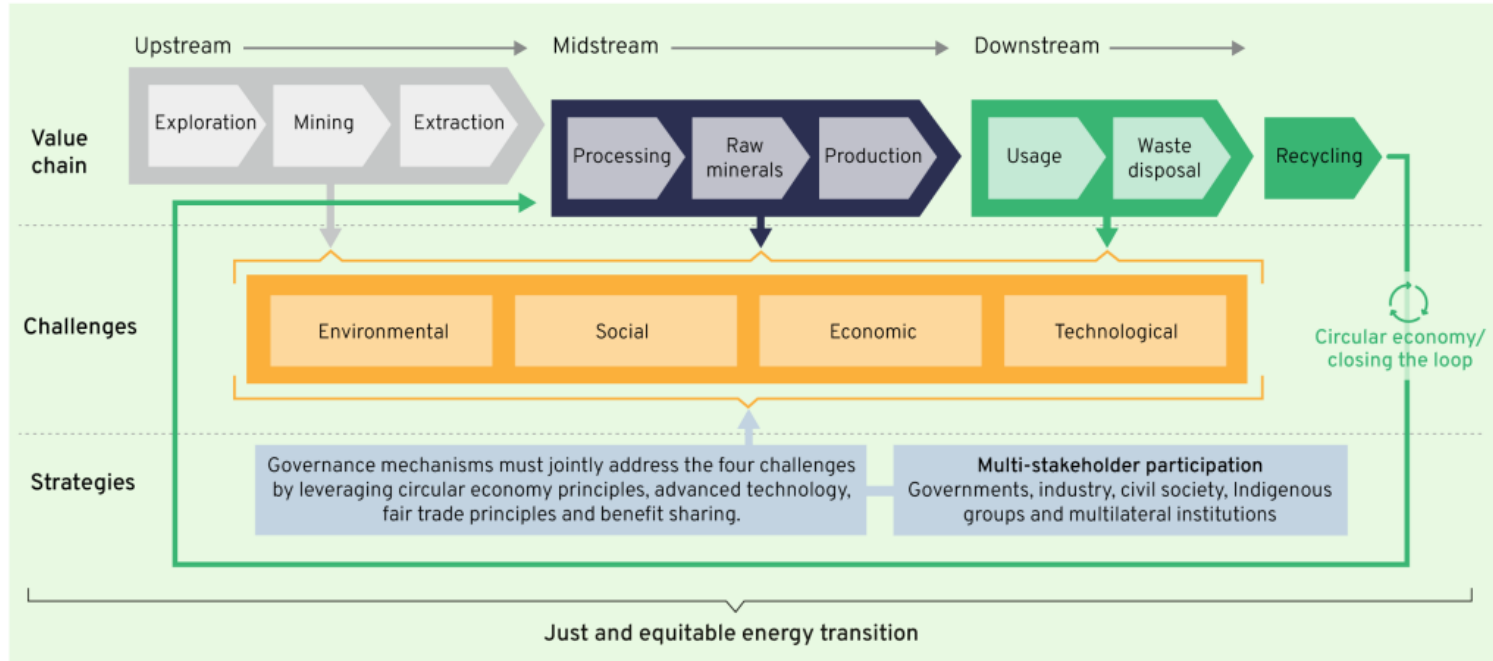 Upstream
Midstream
Downstream
Value
chain
Exploration
Mining
Extraction
Processing
Raw
minerals
Production
Usage
Waste
disposal
Recycling
Challenges
Environmental
Social
Economic
Technological
Circular economy/
closing the loop
Strategies
Governance mechanisms must jointly address the four challenges
by leveraging circular economy principles, advanced technology,
fair trade principles and benefit sharing.
Multi-stakeholder participation
Governments, industry, civil society, Indigenous
groups and multilateral institutions
Just and equitable energy transition